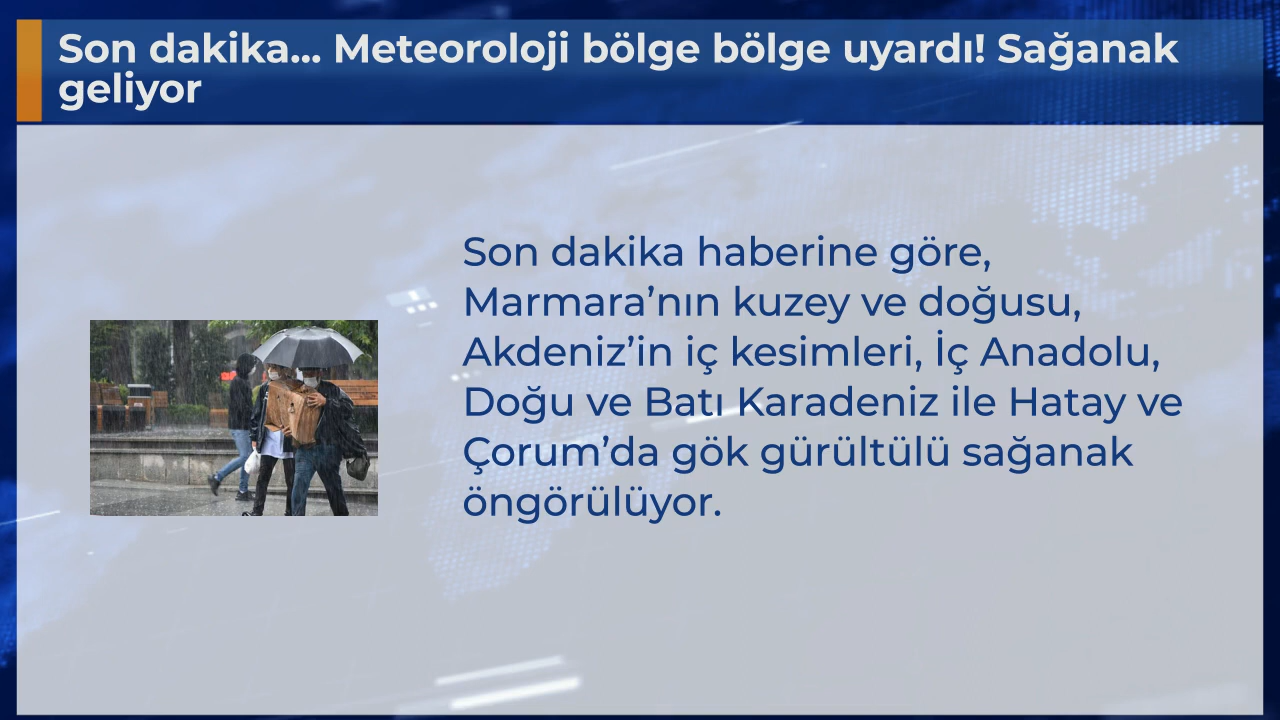 Son dakika... Meteoroloji bölge bölge uyardı! Sağanak
geliyor
Son dakika haberine göre,
Marmara’nın kuzey ve doğusu,
Akdeniz’in iç kesimleri, İç Anadolu,
Doğu ve Batı Karadeniz ile Hatay ve
Çorum’da gök gürültülü sağanak
öngörülüyor.